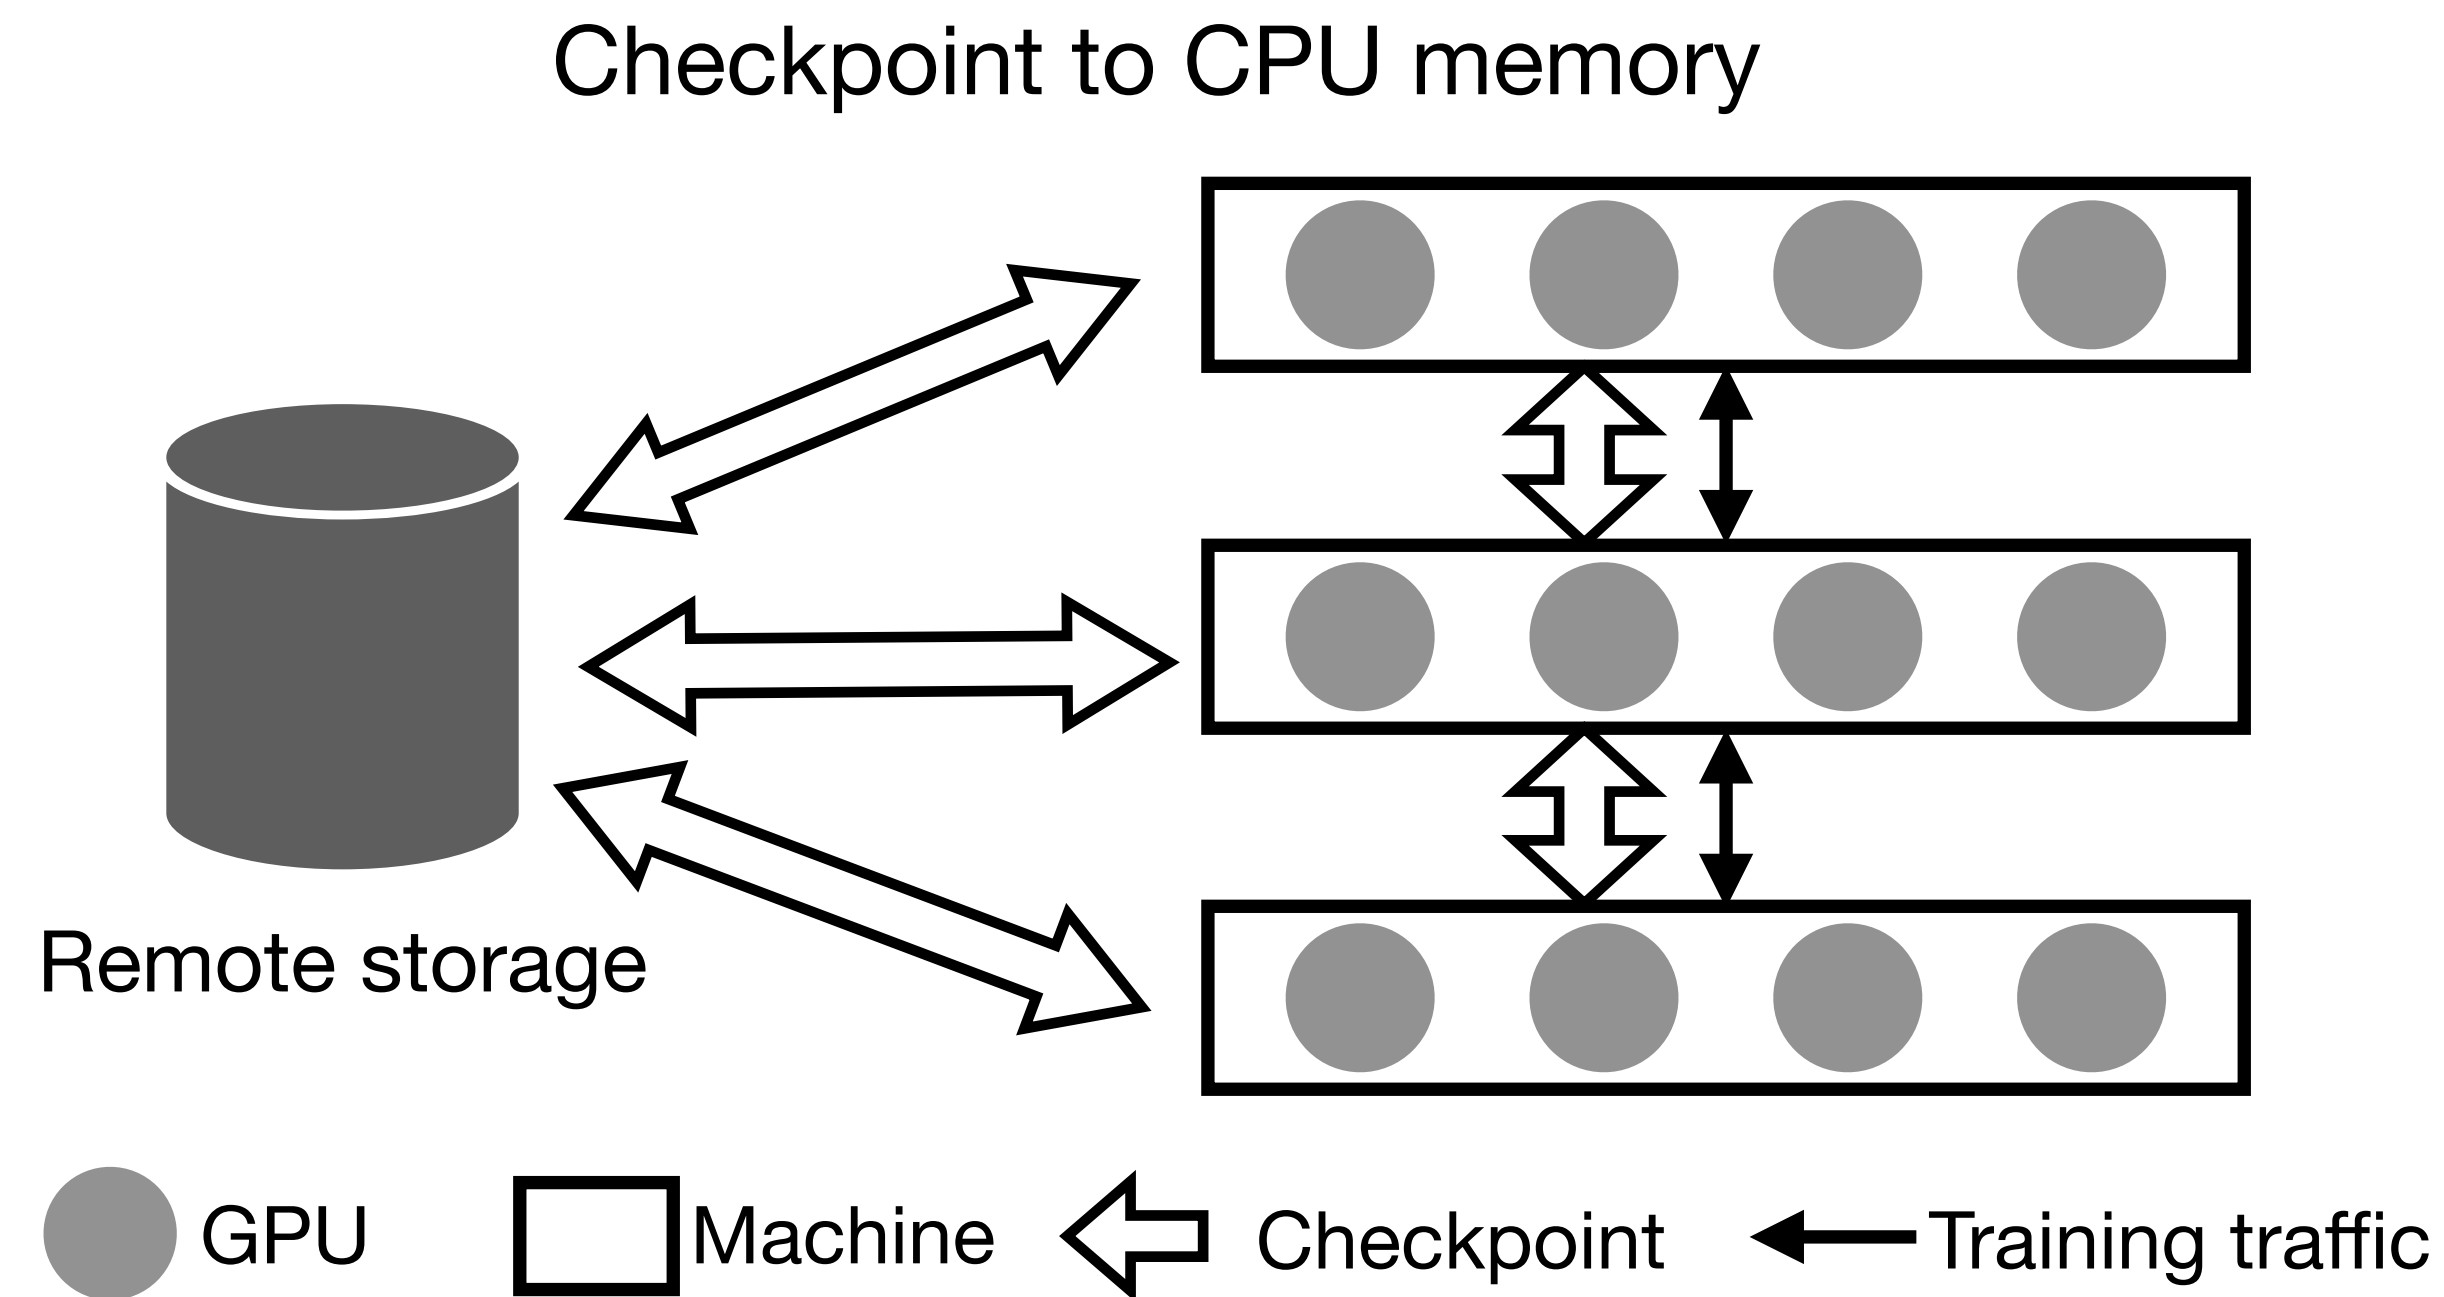 Checkpoint to CPU memory
Remote storage
GPU
Machine
Checkpoint
Training traffic